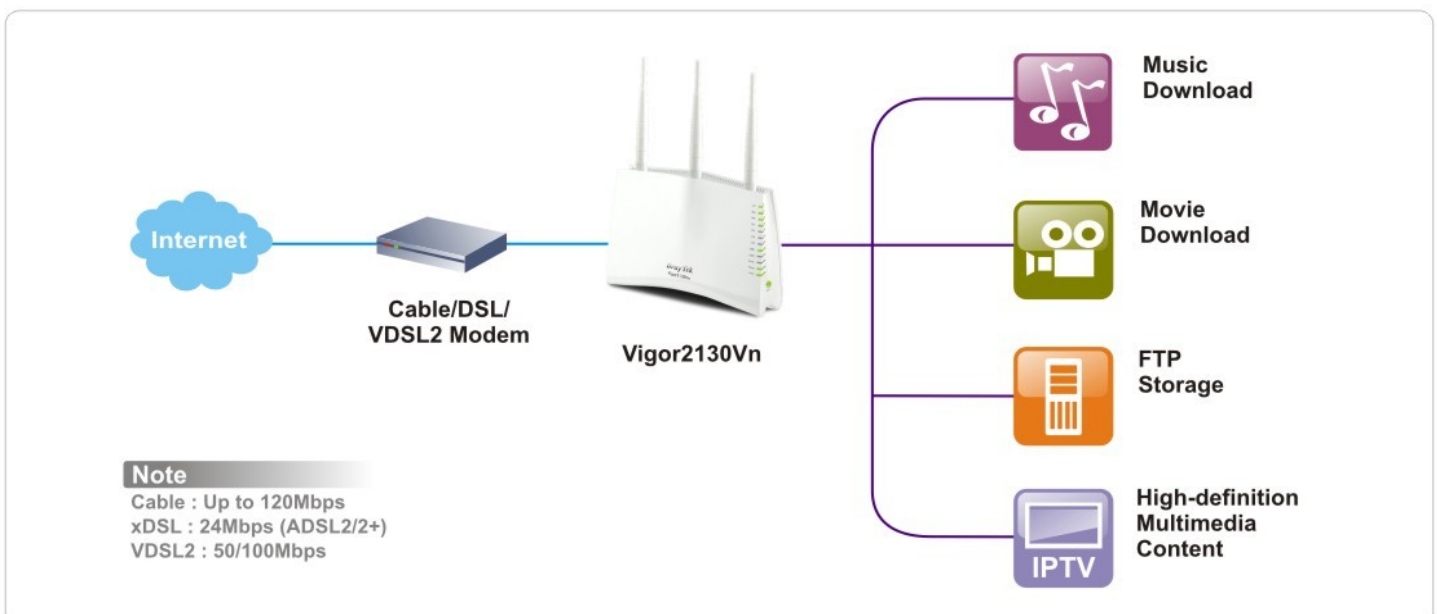 Internet
Cable/DSL/
VDSL2 Modem
Vigor2130Vn
Music
Download
Movie
Download
FTP
Storage
IPTV
High-definition
Multimedia
Content
Note
Cable : Up to 120Mbps
xDSL : 24Mbps (ADSL2/2+)
VDSL2 : 50/100Mbps